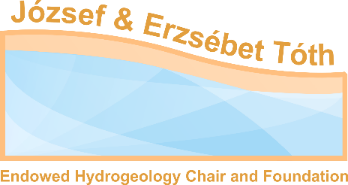 József & Erzsébet Tóth
Endowed Hydrogeology Chair and Foundation